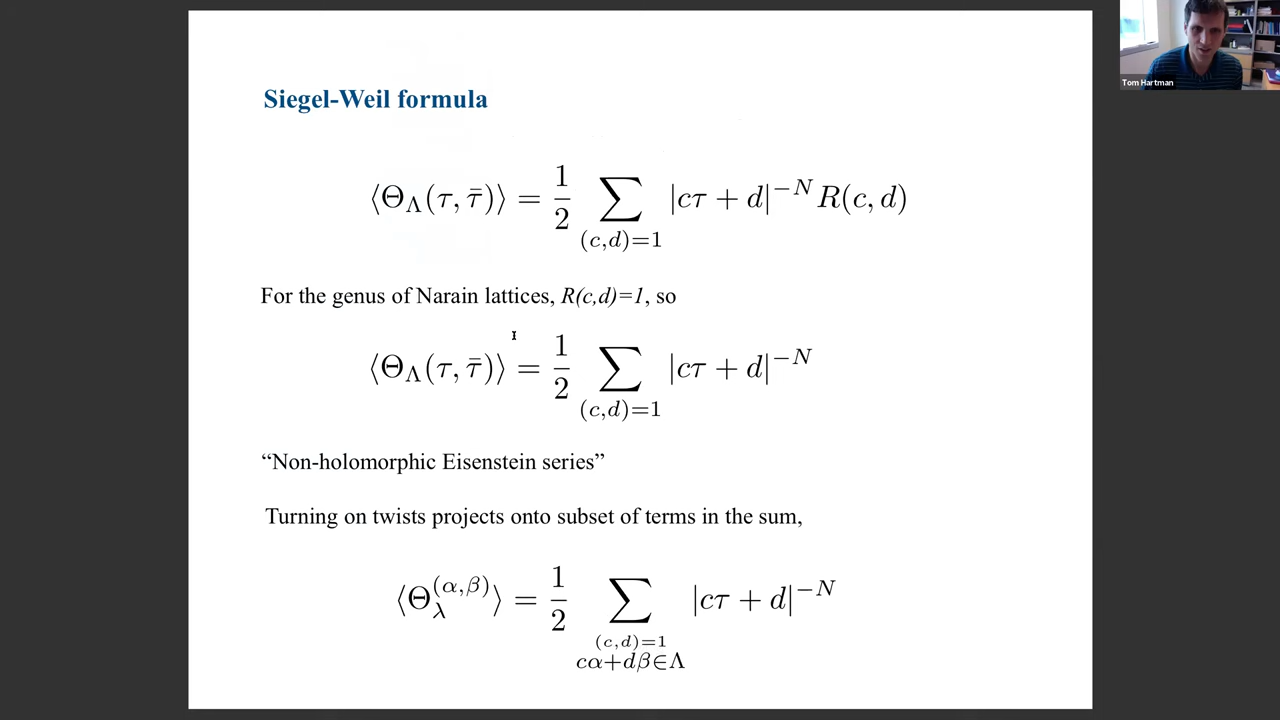 Siegel-Weil formula
⟨Θ_Λ(τ, τ̄)⟩ = 1/2 ∑_{(c,d)=1} |cτ + d|^{−N} R(c, d)
For the genus of Narain lattices, R(c,d)=1, so
⟨Θ_Λ(τ, τ̄)⟩ = 1/2 ∑_{(c,d)=1} |cτ + d|^{−N}
“Non-holomorphic Eisenstein series”
Turning on twists projects onto subset of terms in the sum,
⟨Θ_λ^{(α,β)}⟩ = 1/2 ∑_{(c,d)=1 cα+dβ∈Λ} |cτ + d|^{−N}
Tom Hartman